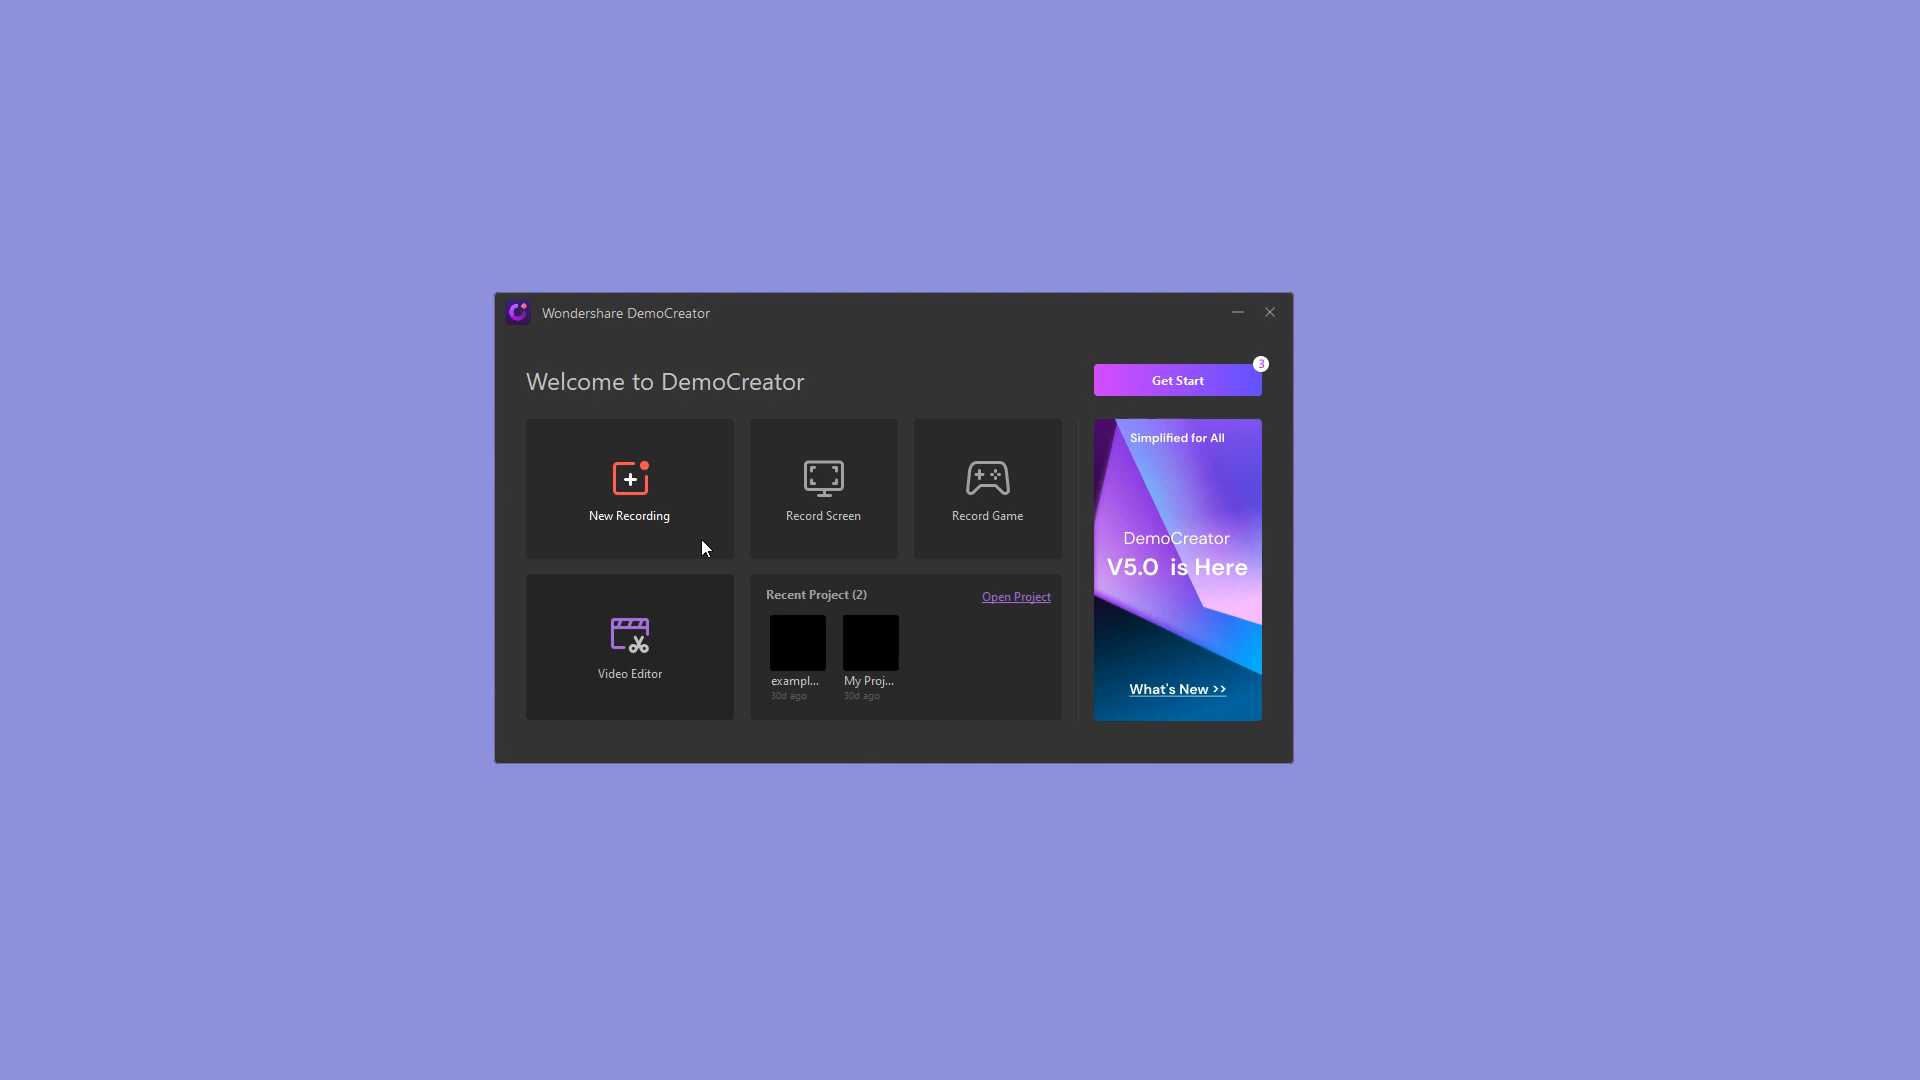 Wondershare DemoCreator
Welcome to DemoCreator
Get Start
3
New Recording
Record Screen
Record Game
Simplified for All
DemoCreator
V5.0 is Here
What's New >>
Video Editor
Recent Project (2)
Open Project
exampl...
My Proj...
30d ago
30d ago